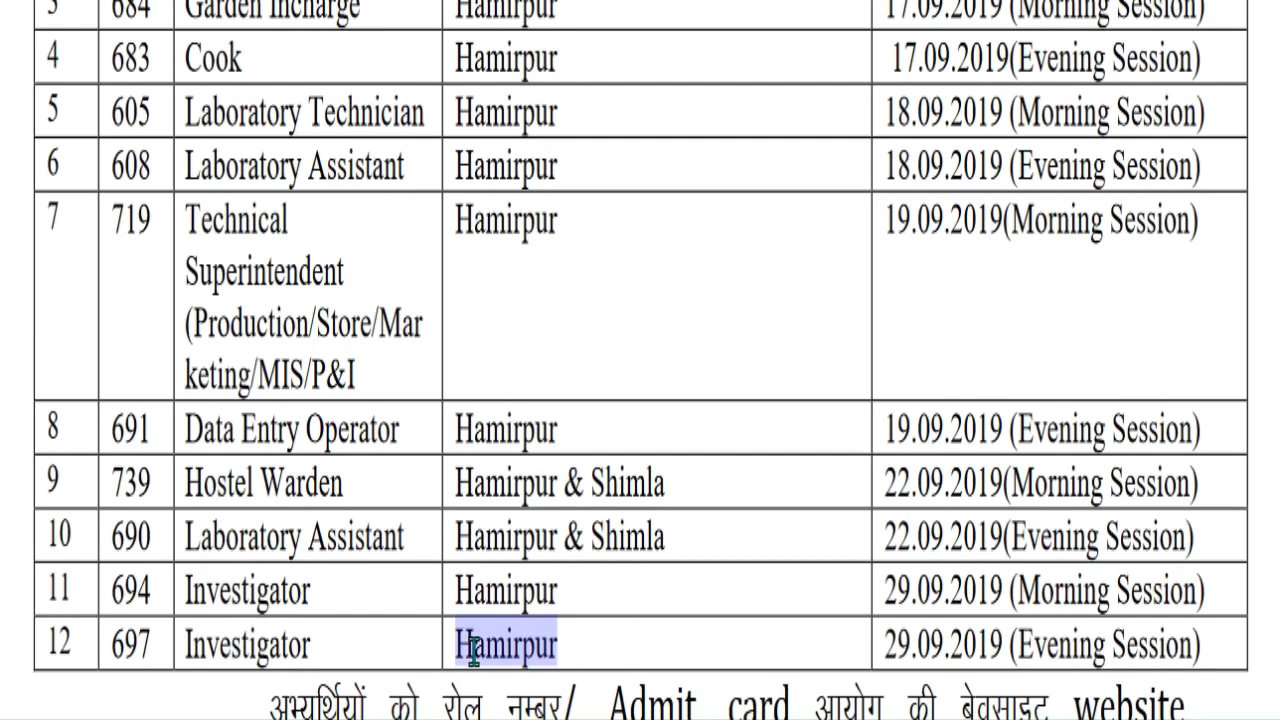 3 684 Garden Incharge Hamirpur 17.09.2019 (Morning Session)
4 683 Cook Hamirpur 17.09.2019(Evening Session)
5 605 Laboratory Technician Hamirpur 18.09.2019 (Morning Session)
6 608 Laboratory Assistant Hamirpur 18.09.2019 (Evening Session)
7 719 Technical Hamirpur 19.09.2019(Morning Session)
Superintendent
(Production/Store/Mar
keting/MIS/P&I
8 691 Data Entry Operator Hamirpur 19.09.2019 (Evening Session)
9 739 Hostel Warden Hamirpur & Shimla 22.09.2019(Morning Session)
10 690 Laboratory Assistant Hamirpur & Shimla 22.09.2019(Evening Session)
11 694 Investigator Hamirpur 29.09.2019 (Morning Session)
12 697 Investigator Hamirpur 29.09.2019 (Evening Session)
अभ्यर्थियों को रोल नम्बर/ Admit card आयोग की बेवसाइट website